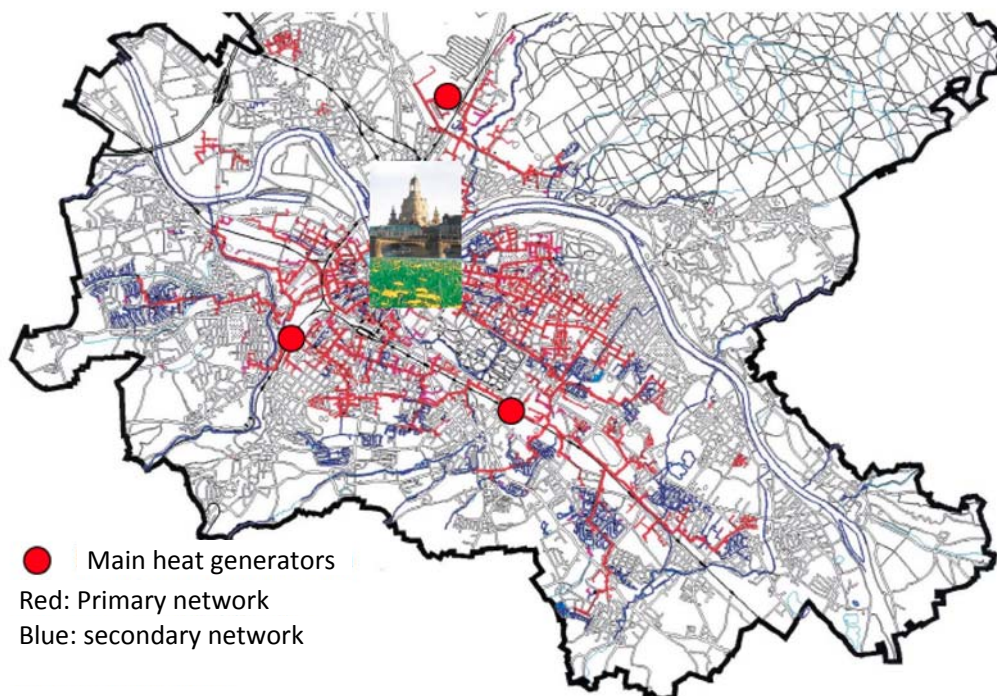 Main heat generators
Red: Primary network
Blue: secondary network